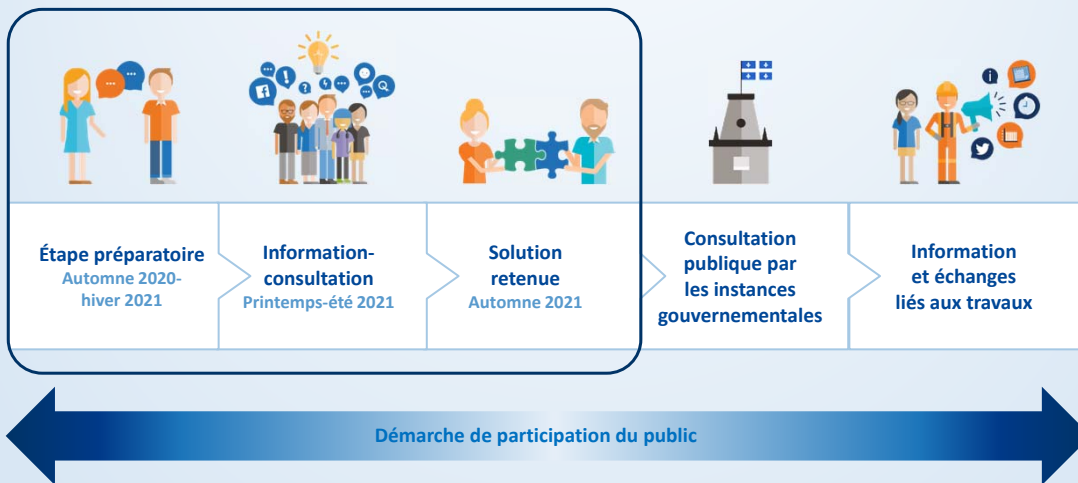 Étape préparatoire
Automne 2020-
hiver 2021
Information-
consultation
Printemps-été 2021
Solution
retenue
Automne 2021
Consultation
publique par
les instances
gouvernementales
Information
et échanges
liés aux travaux
Démarche de participation du public